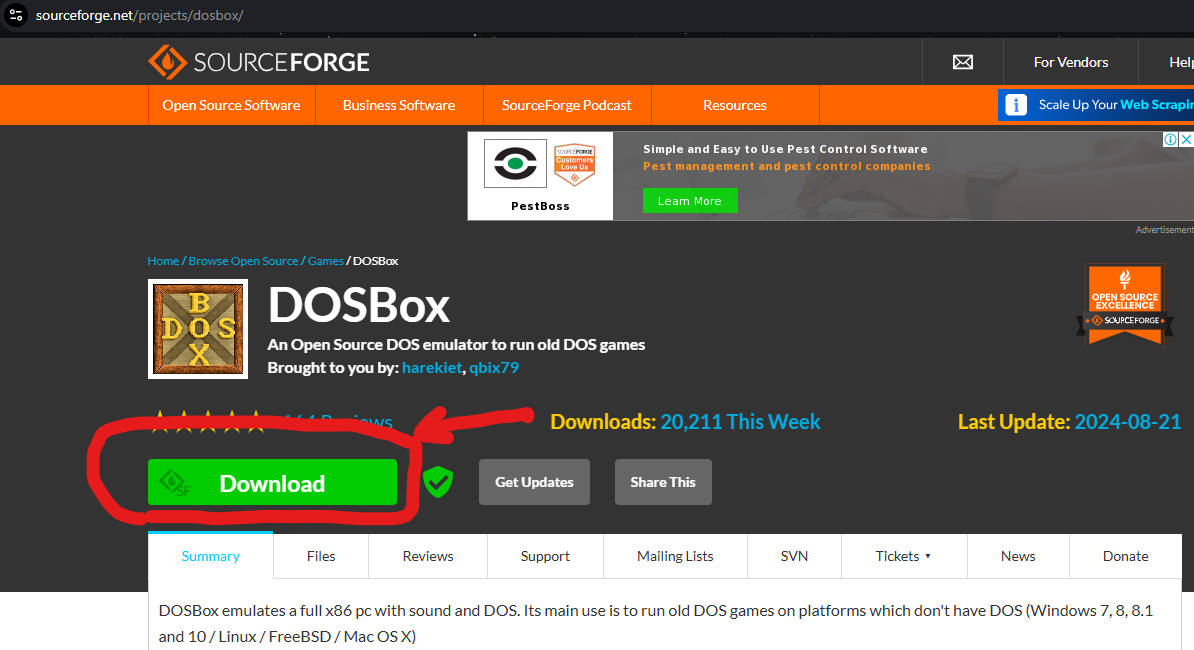 sourceforge.net/projects/dosbox/
SOURCEFORGE
For Vendors
Help
Open Source Software
Business Software
SourceForge Podcast
Resources
Scale Up Your Web Scrapin
SOURCEFORGE
Customers
Love Us
PestBoss
Simple and Easy to Use Pest Control Software
Pest management and pest control companies
Learn More
Advertisement
Home / Browse Open Source / Games / DOSBox
B
DOS
X
DOSBox
An Open Source DOS emulator to run old DOS games
Brought to you by: harekiet, qbix79
OPEN SOURCE
EXCELLENCE
SOURCEFORGE
164 Reviews
Downloads: 20,211 This Week
Last Update: 2024-08-21
SF
Download
Get Updates
Share This
Summary
Files
Reviews
Support
Mailing Lists
SVN
Tickets
News
Donate
DOSBox emulates a full x86 pc with sound and DOS. Its main use is to run old DOS games on platforms which don't have DOS (Windows 7, 8, 8.1
and 10 / Linux / FreeBSD / Mac OS X)